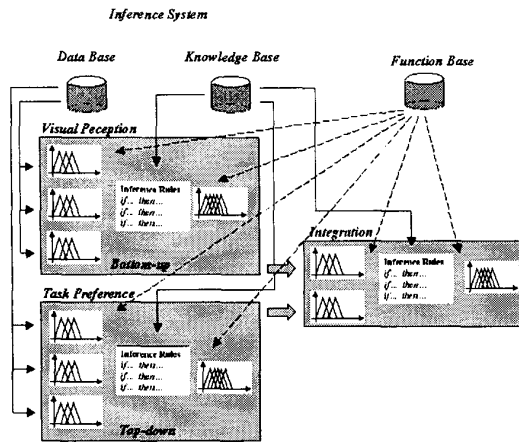 Inference System
Data Base
Knowledge Base
Function Base
Visual Peception
Inference Rules
if... then...
if... then...
if... then...
Bottom-up
Integration
Inference Rules
if... then...
if... then...
if... then...
Task Preference
Inference Rules
if... then...
if... then...
if... then...
Top-down